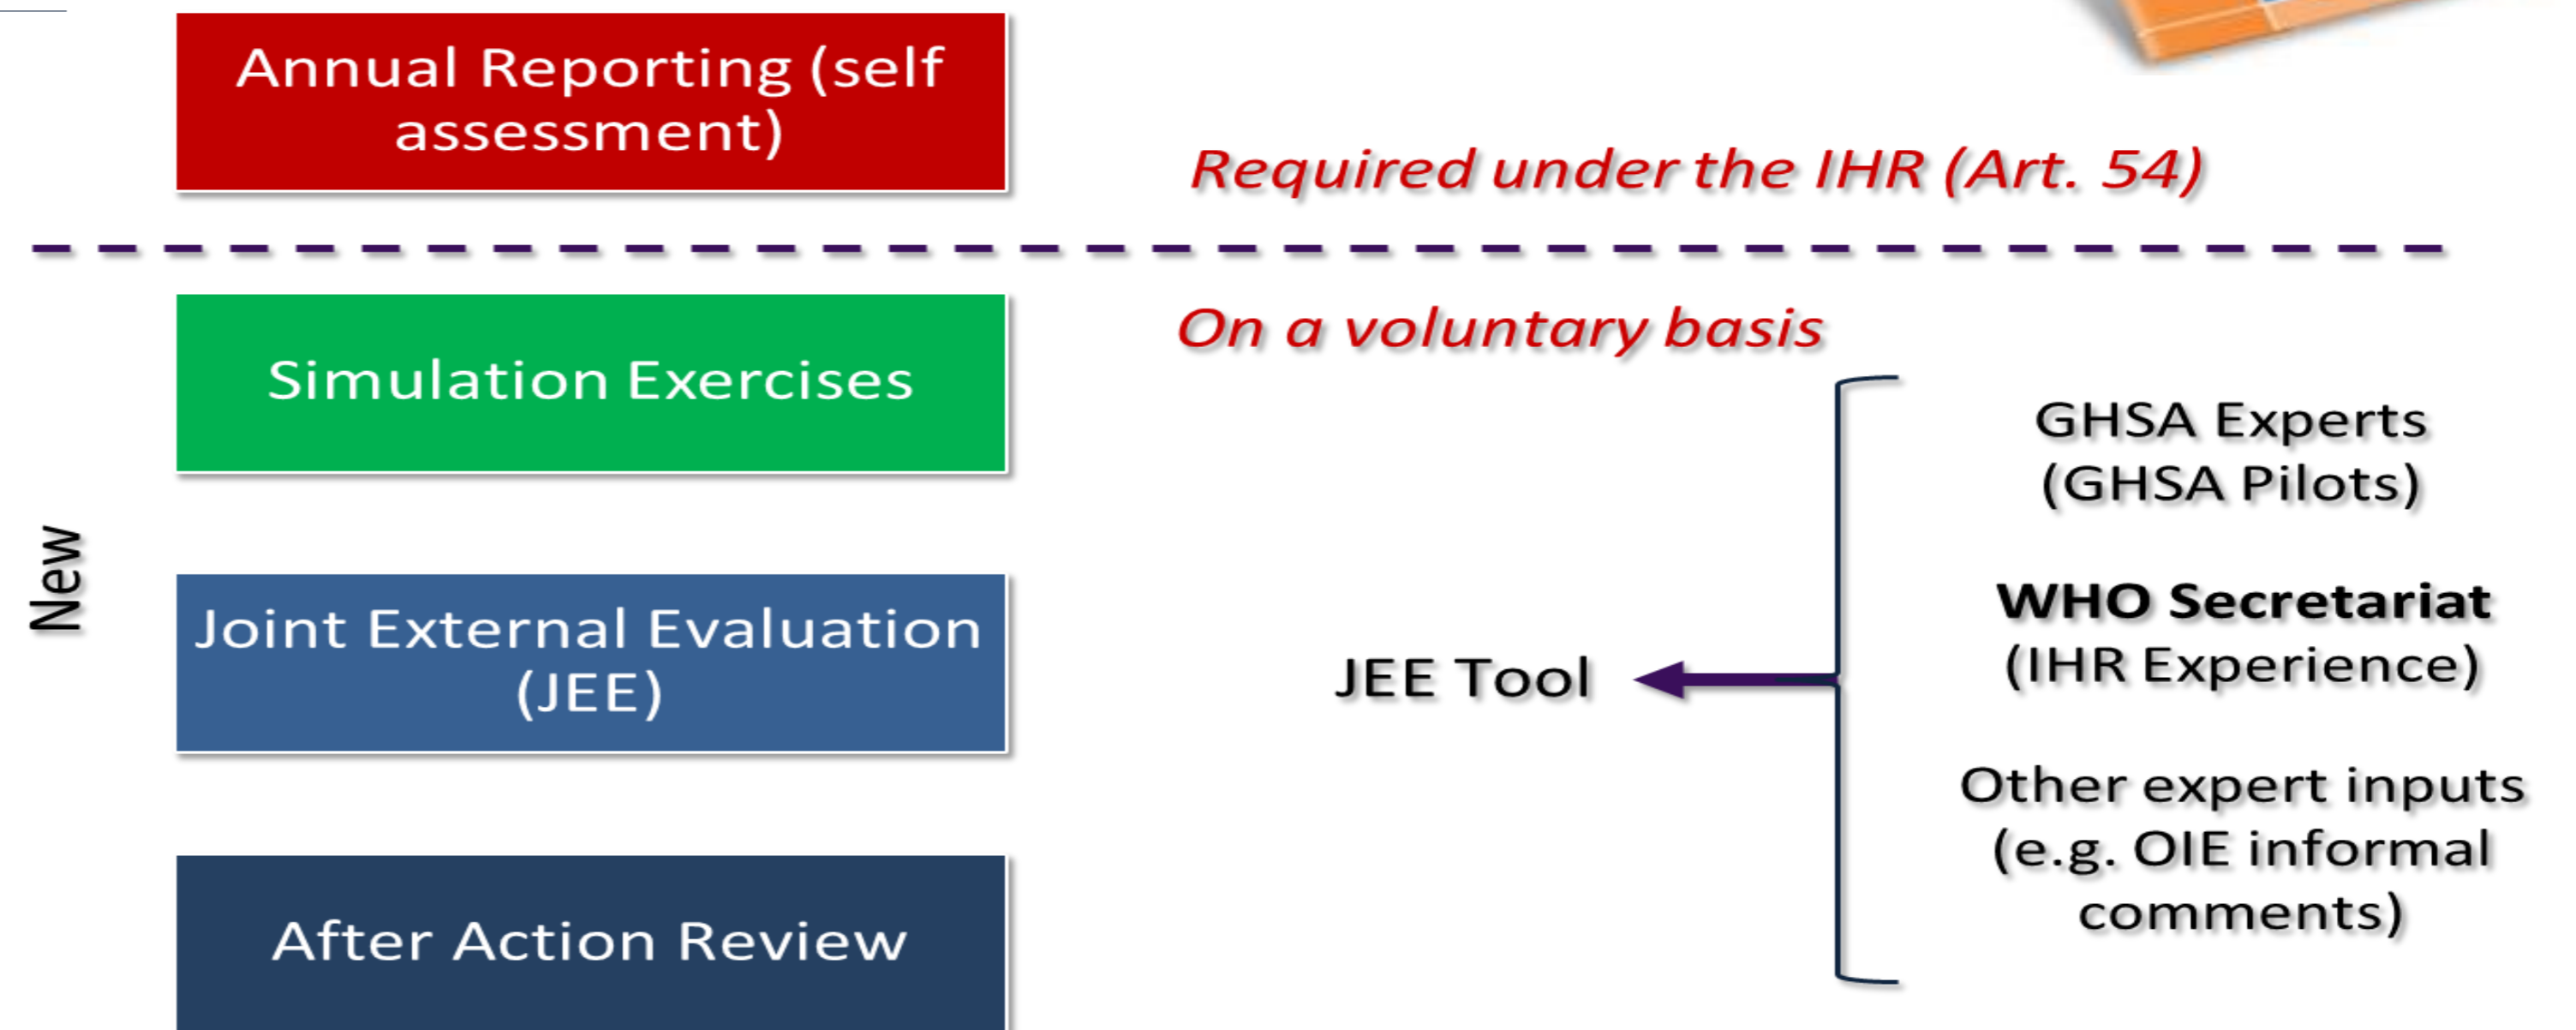 Annual Reporting (self
assessment)
Required under the IHR (Art. 54)
On a voluntary basis
Simulation Exercises
New
Joint External Evaluation
(JEE)
After Action Review
JEE Tool
GHSA Experts
(GHSA Pilots)
WHO Secretariat
(IHR Experience)
Other expert inputs
(e.g. OIE informal
comments)